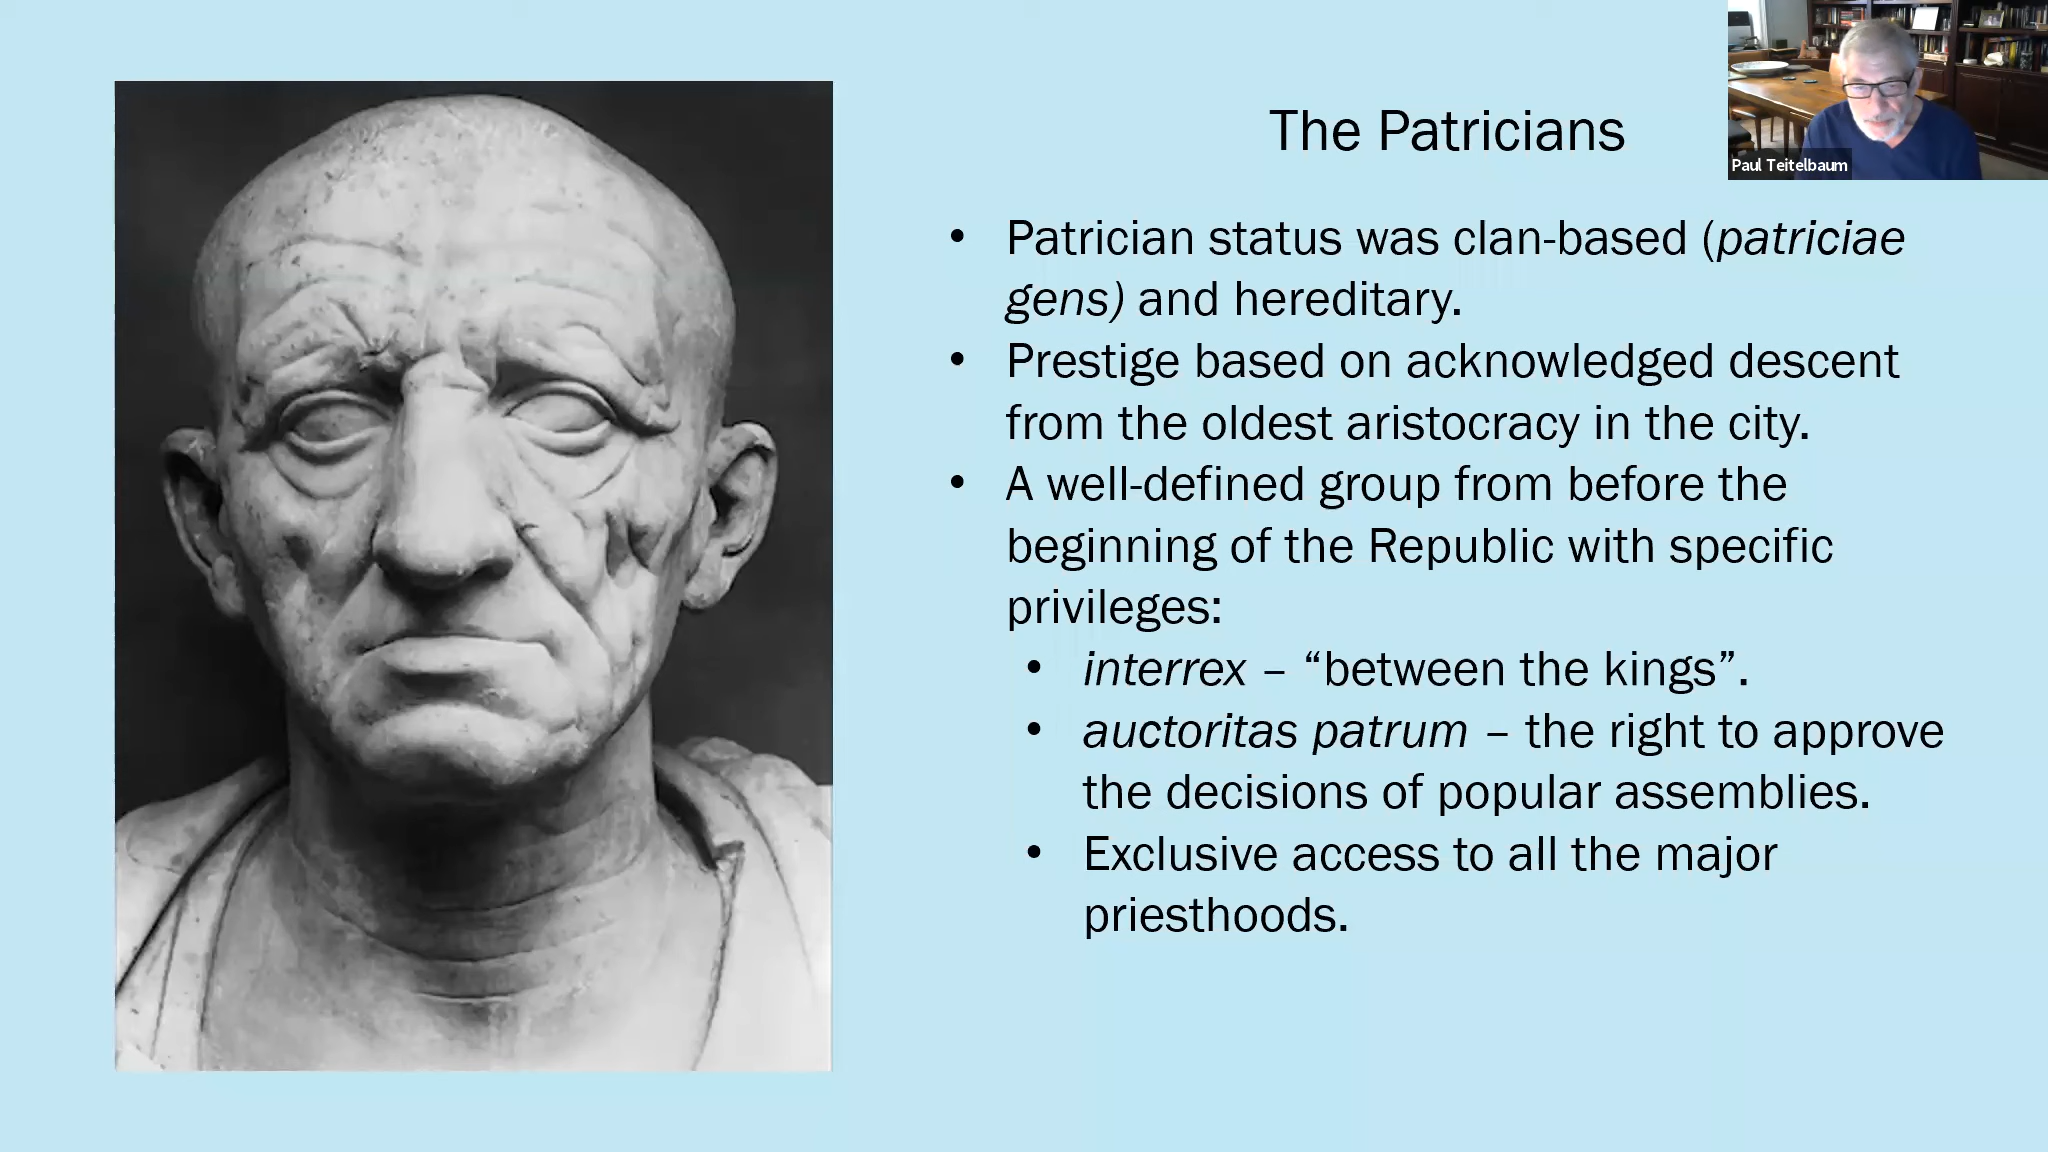 The Patricians
Paul Teitelbaum
• Patrician status was clan-based (patriciae
gens) and hereditary.
• Prestige based on acknowledged descent
from the oldest aristocracy in the city.
• A well-defined group from before the
beginning of the Republic with specific
privileges:
• interrex – “between the kings”.
• auctoritas patrum – the right to approve
the decisions of popular assemblies.
• Exclusive access to all the major
priesthoods.